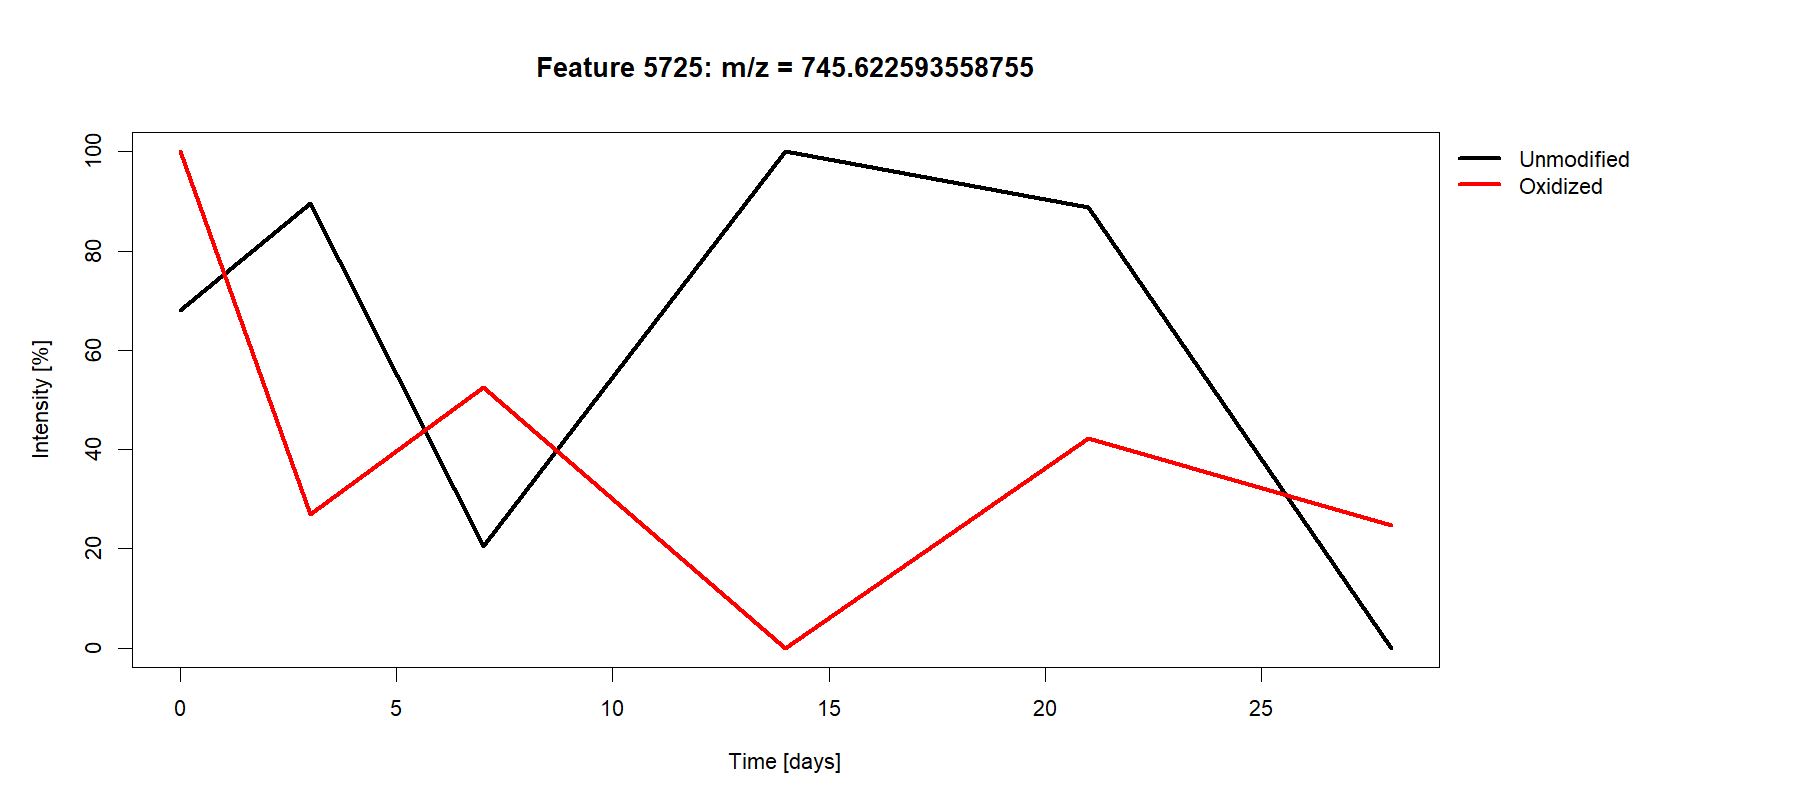 Feature 5725: m/z = 745.622593558755
Unmodified
Oxidized
Intensity [%]
100
80
60
40
20
0
0 5 10 15 20 25
Time [days]